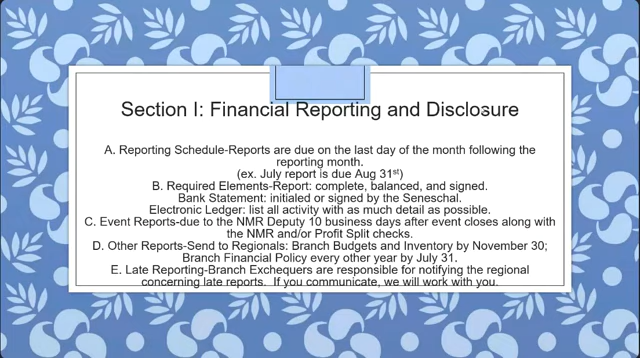 Section I: Financial Reporting and Disclosure
A. Reporting Schedule-Reports are due on the last day of the month following the
reporting month.
(ex. July report is due Aug 31st)
B. Required Elements-Report: complete, balanced, and signed.
Bank Statement: initialed or signed by the Seneschal.
Electronic Ledger: list all activity with as much detail as possible.
C. Event Reports-due to the NMR Deputy 10 business days after event closes along with
the NMR and/or Profit Split checks.
D. Other Reports-Send to Regionals: Branch Budgets and Inventory by November 30;
Branch Financial Policy every other year by July 31.
E. Late Reporting-Branch Exchequers are responsible for notifying the regional
concerning late reports.  If you communicate, we will work with you.